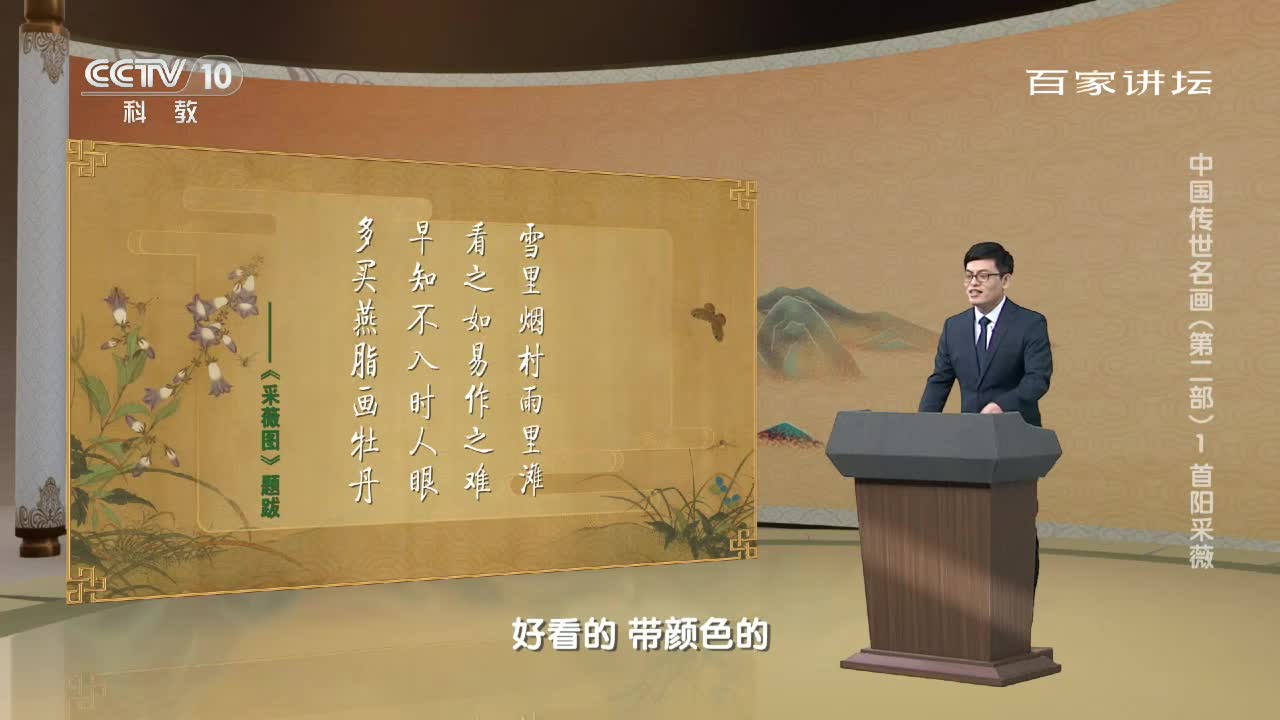 CCTV 10
科教
百家讲坛
中国传世名画（第二部）1 首阳采薇
雪里烟村雨里滩
看之如易作之难
早知不入时人眼
多买燕脂画牡丹
——《采薇图》题跋
好看的 带颜色的